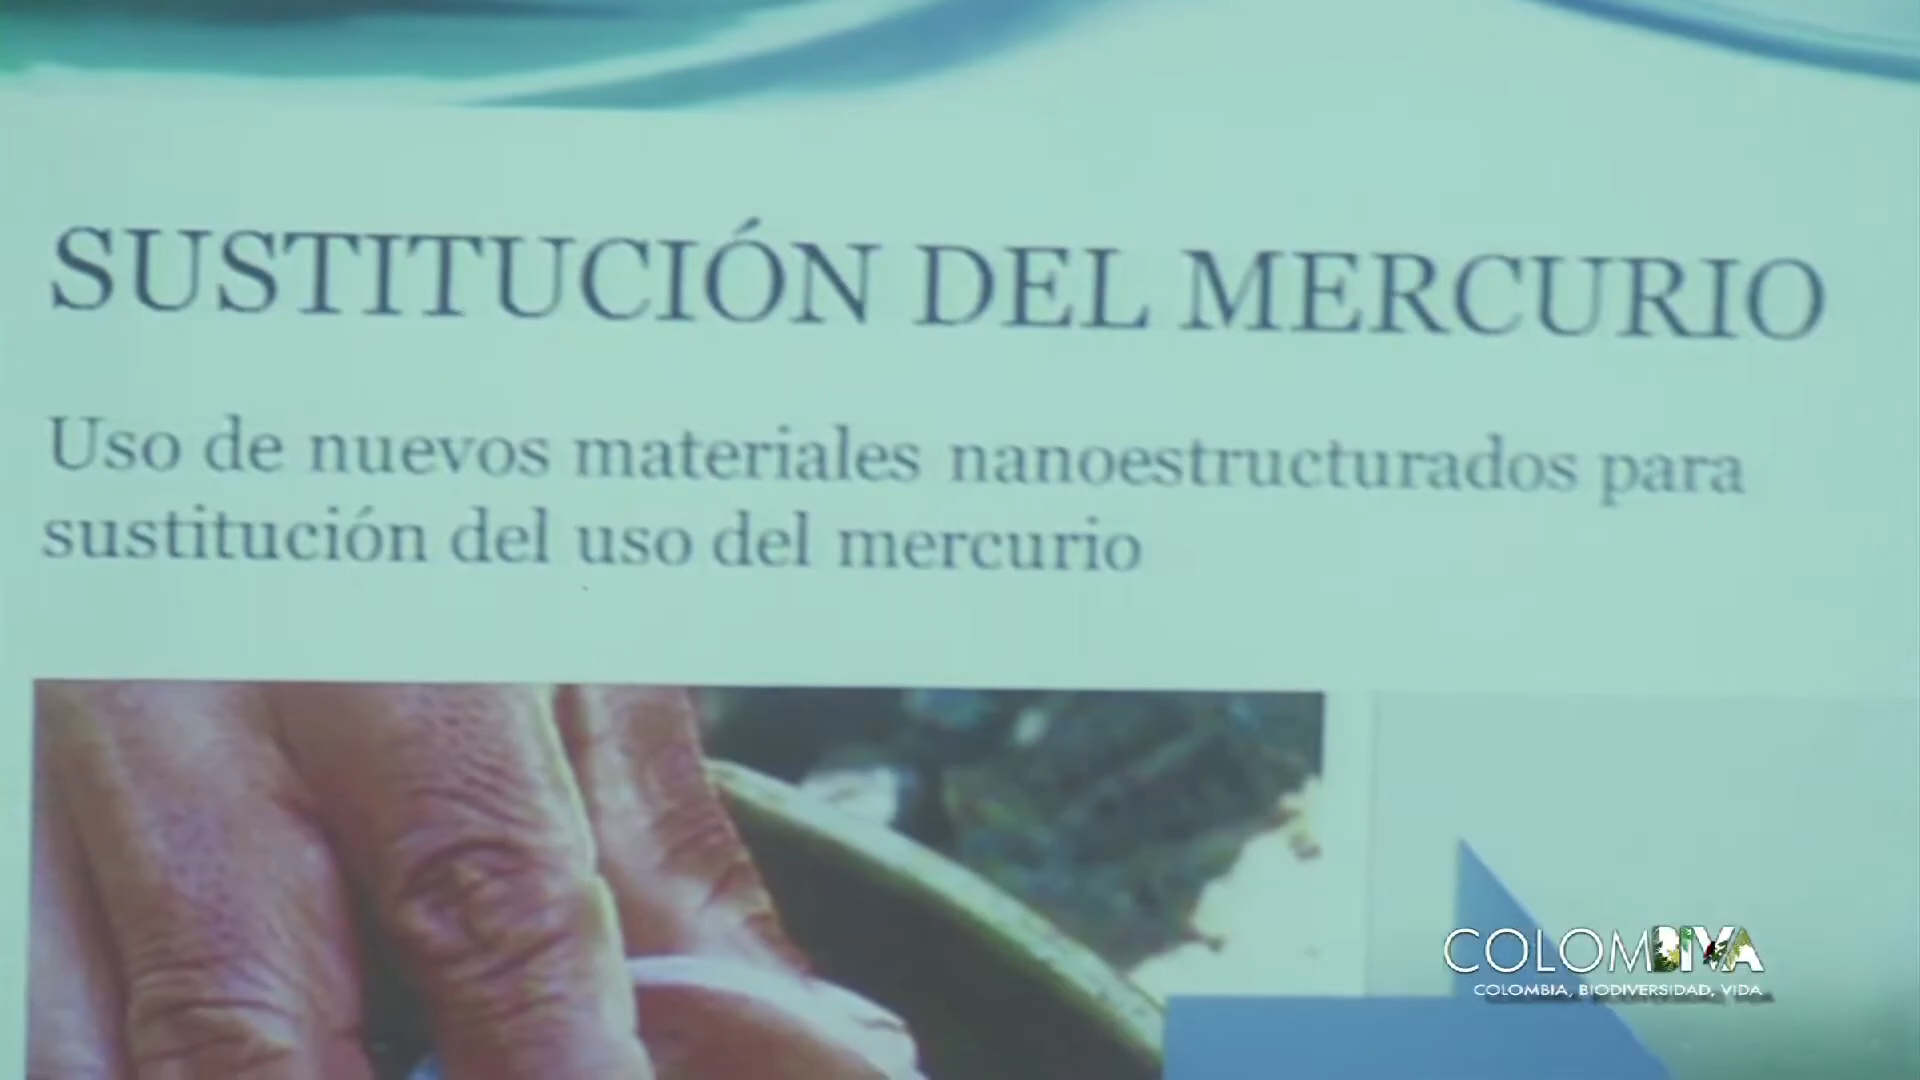 SUSTITUCIÓN DEL MERCURIO
Uso de nuevos materiales nanoestructurados para
sustitución del uso del mercurio
COLOMBIVA
COLOMBIA, BIODIVERSIDAD, VIDA